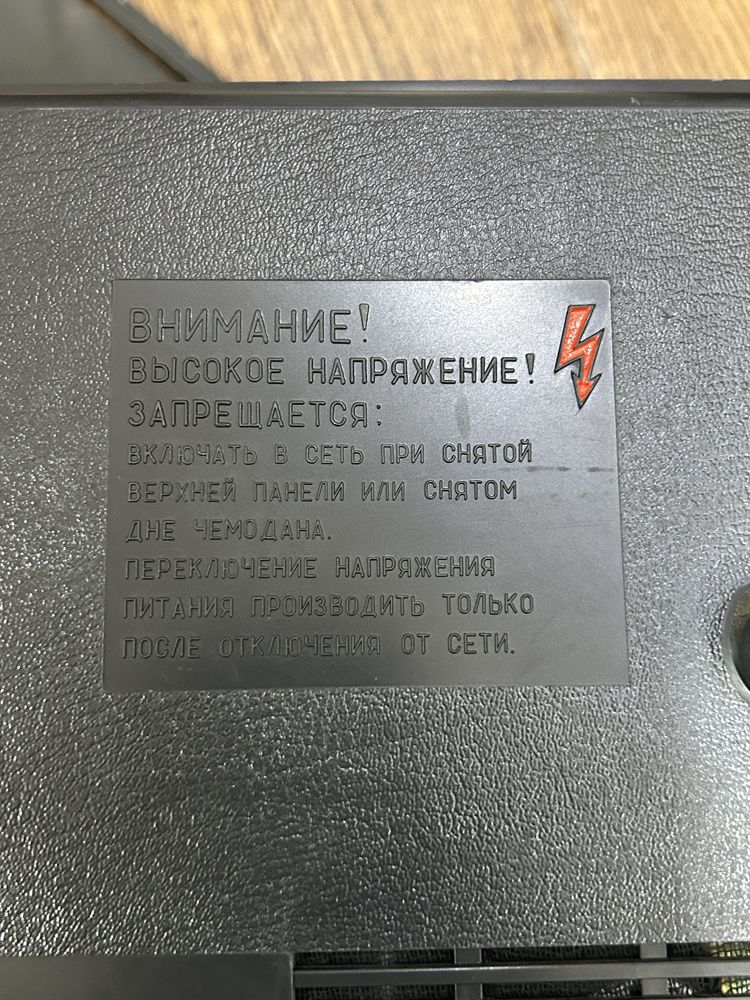 ВНИМАНИЕ!
ВЫСОКОЕ НАПРЯЖЕНИЕ!
ЗАПРЕЩАЕТСЯ:
ВКЛЮЧАТЬ В СЕТЬ ПРИ СНЯТОЙ
ВЕРХНЕЙ ПАНЕЛИ ИЛИ СНЯТОМ
ДНЕ ЧЕМОДАНА.
ПЕРЕКЛЮЧЕНИЕ НАПРЯЖЕНИЯ
ПИТАНИЯ ПРОИЗВОДИТЬ ТОЛЬКО
ПОСЛЕ ОТКЛЮЧЕНИЯ ОТ СЕТИ.